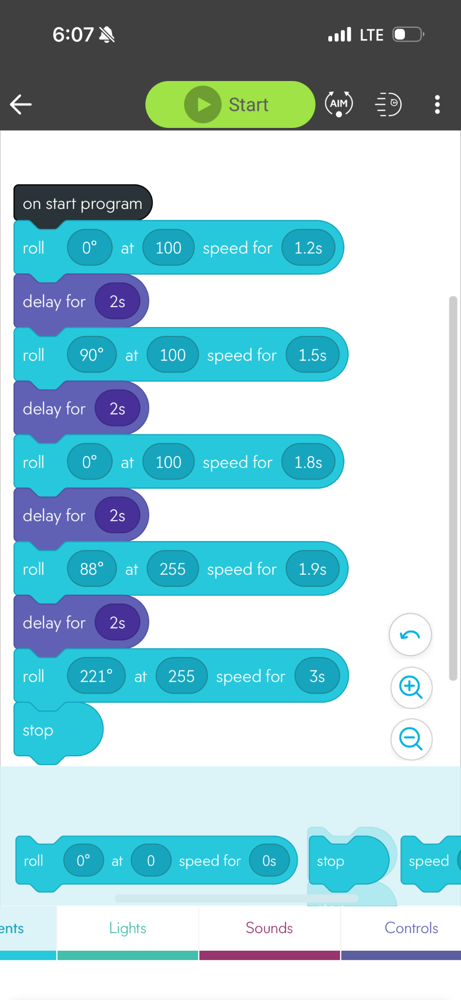 6:07 LTE
Start AIM
on start program
roll 0° at 100 speed for 1.2s
delay for 2s
roll 90° at 100 speed for 1.5s
delay for 2s
roll 0° at 100 speed for 1.8s
delay for 2s
roll 88° at 255 speed for 1.9s
delay for 2s
roll 221° at 255 speed for 3s
stop
roll 0° at 0 speed for 0s stop speed
ents Lights Sounds Controls